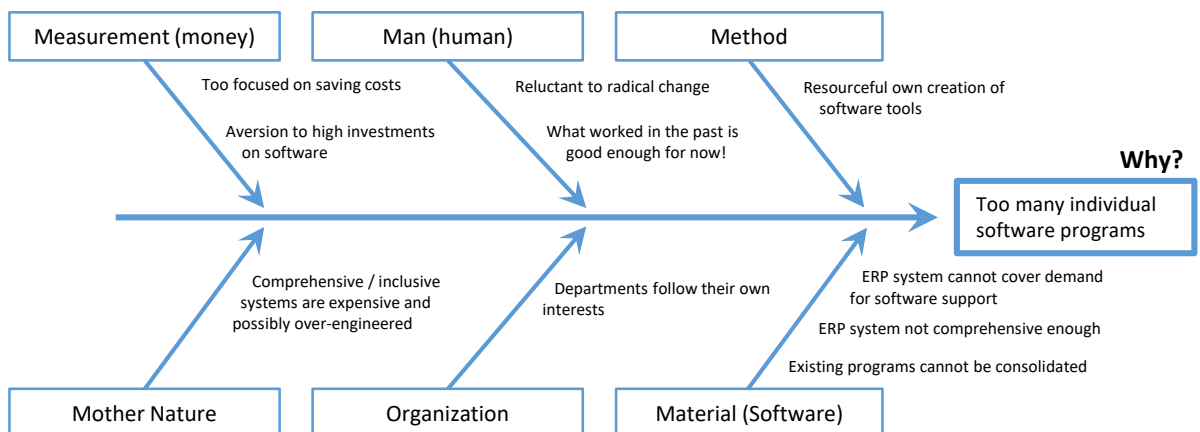 Measurement (money)
Man (human)
Method
Too focused on saving costs
Reluctant to radical change
Resourceful own creation of
software tools
Aversion to high investments
on software
What worked in the past is
good enough for now!
Why?
Too many individual
software programs
Comprehensive / inclusive
systems are expensive and
possibly over-engineered
Departments follow their own
interests
ERP system cannot cover demand
for software support
ERP system not comprehensive enough
Existing programs cannot be consolidated
Mother Nature
Organization
Material (Software)